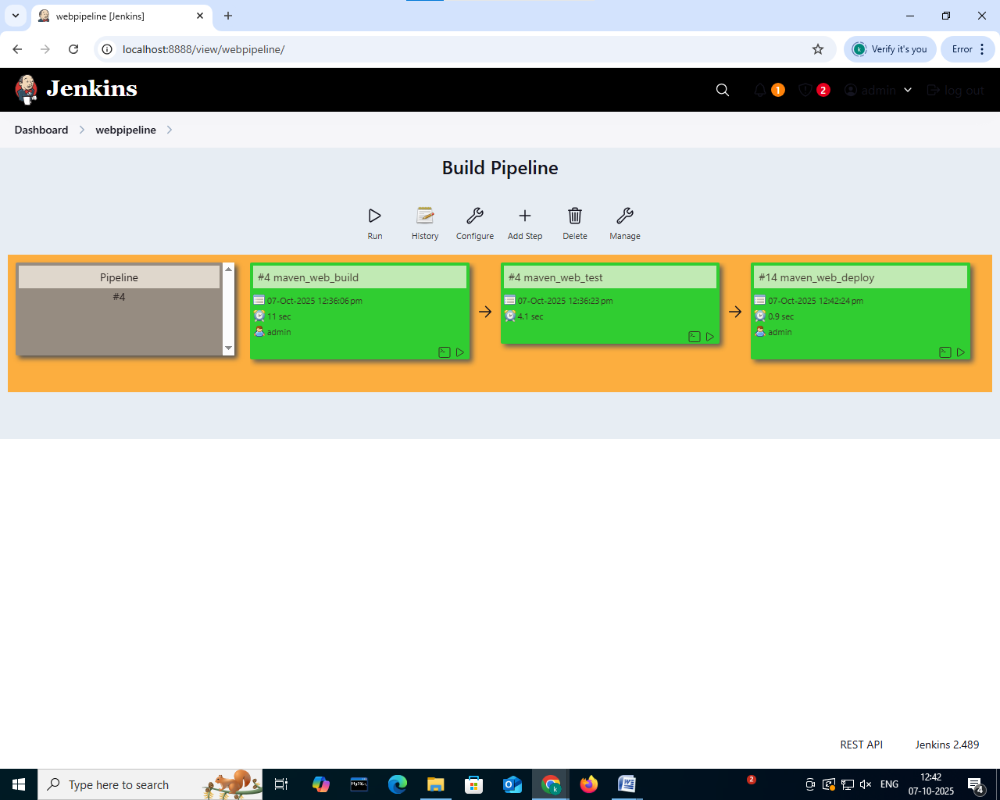 webpipeline [Jenkins]
localhost:8888/view/webpipeline/
k
Verify it's you
Error
Jenkins
1
2
admin
log out
Dashboard
webpipeline
Build Pipeline
Run
History
Configure
Add Step
Delete
Manage
Pipeline
#4
#4 maven_web_build
07-Oct-2025 12:36:06 pm
11 sec
admin
#4 maven_web_test
07-Oct-2025 12:36:23 pm
4.1 sec
#14 maven_web_deploy
07-Oct-2025 12:42:24 pm
0.9 sec
admin
REST API
Jenkins 2.489
Type here to search
MySQL
k
2
ENG
12:42
07-10-2025
4